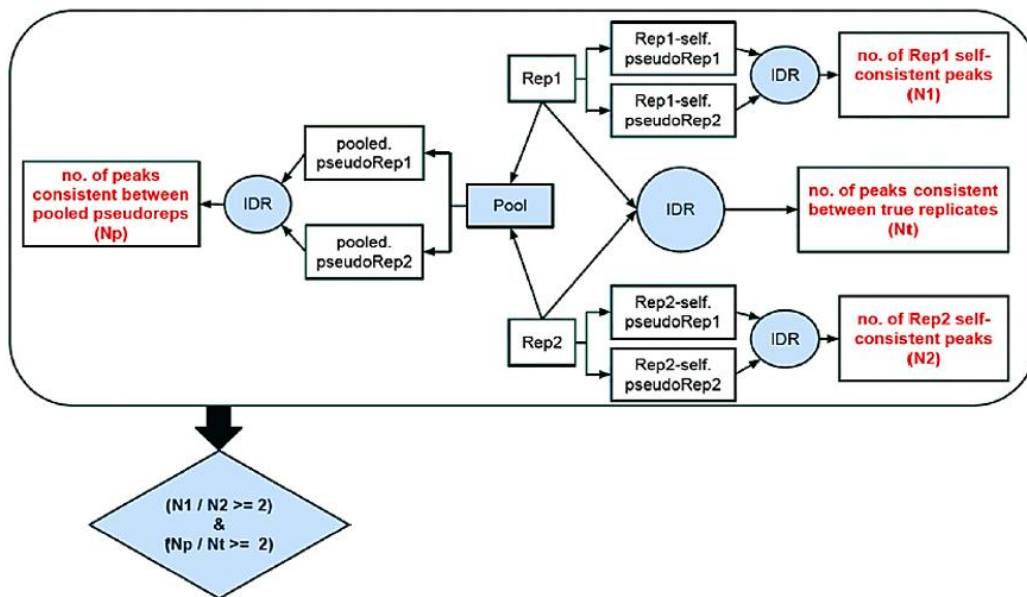 Rep1
Rep1-self.
pseudoRep1
Rep1-self.
pseudoRep2
IDR
no. of Rep1 self-
consistent peaks
(N1)
no. of peaks
consistent between
pooled pseudoreps
(Np)
IDR
pooled.
pseudoRep1
pooled.
pseudoRep2
Pool
IDR
no. of peaks consistent
between true replicates
(Nt)
Rep2
Rep2-self.
pseudoRep1
Rep2-self.
pseudoRep2
IDR
no. of Rep2 self-
consistent peaks
(N2)
(N1 / N2 >= 2)
&
(Np / Nt >= 2)